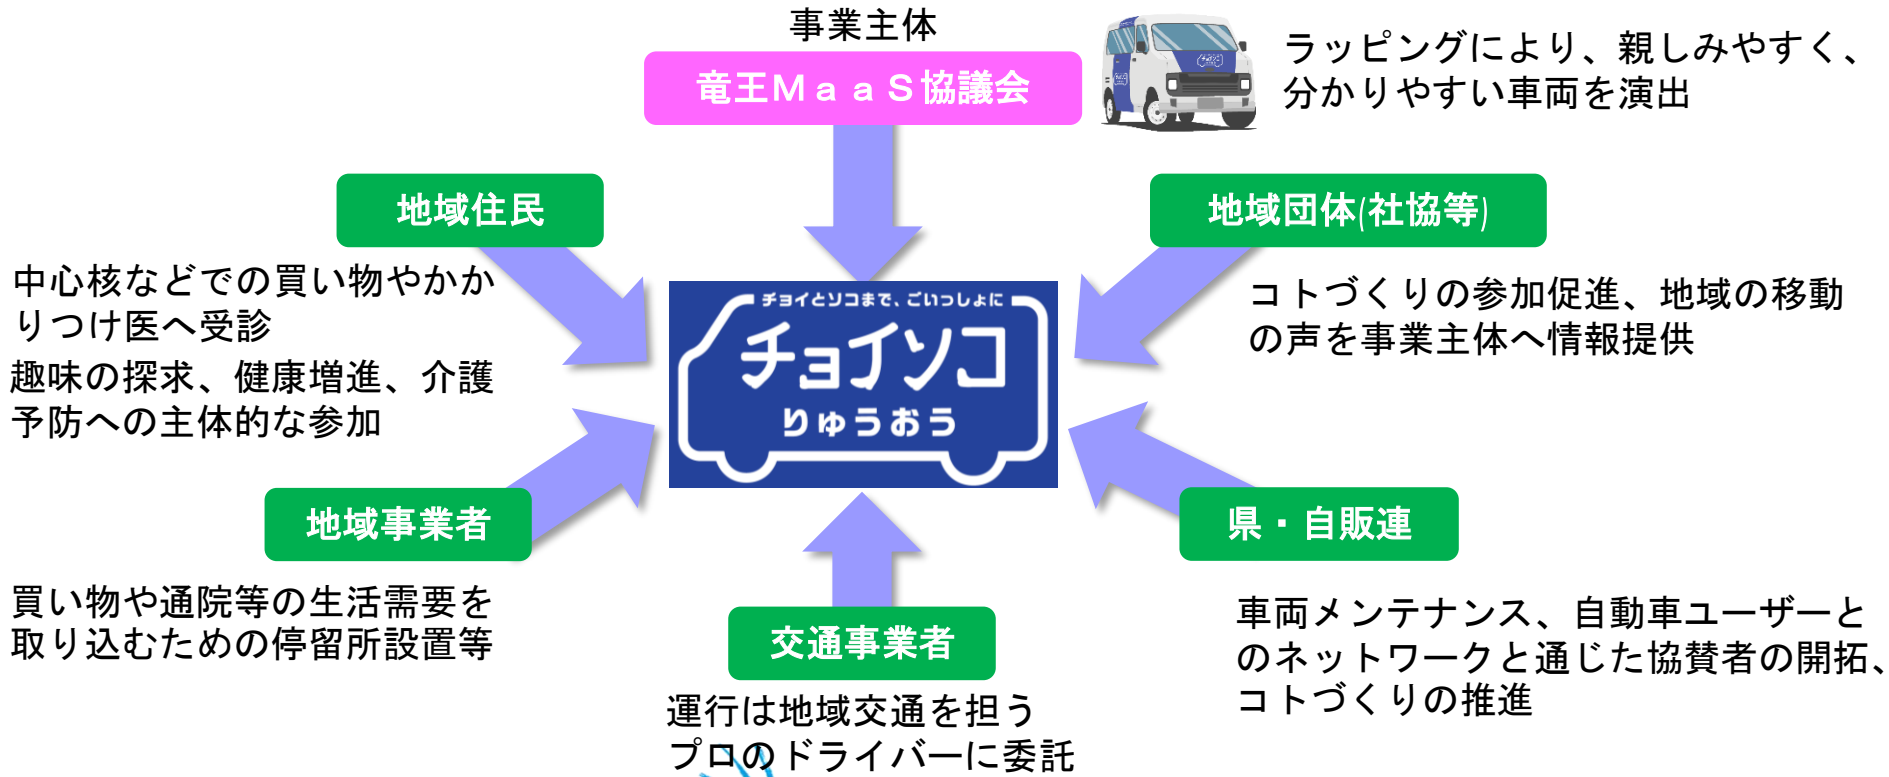 事業主体
竜王MaaS協議会
ラッピングにより、親しみやすく、
分かりやすい車両を演出
地域住民
中心核などでの買い物やかか
りつけ医へ受診
趣味の探求、健康増進、介護
予防への主体的な参加
地域団体(社協等)
コトづくりの参加促進、地域の移動
の声を事業主体へ情報提供
チョイとソコまで、ごいっしょに
チョイソコ
りゅうおう
地域事業者
買い物や通院等の生活需要を
取り込むための停留所設置等
県・自販連
車両メンテナンス、自動車ユーザーと
のネットワークと通じた協賛者の開拓、
コトづくりの推進
交通事業者
運行は地域交通を担う
プロのドライバーに委託